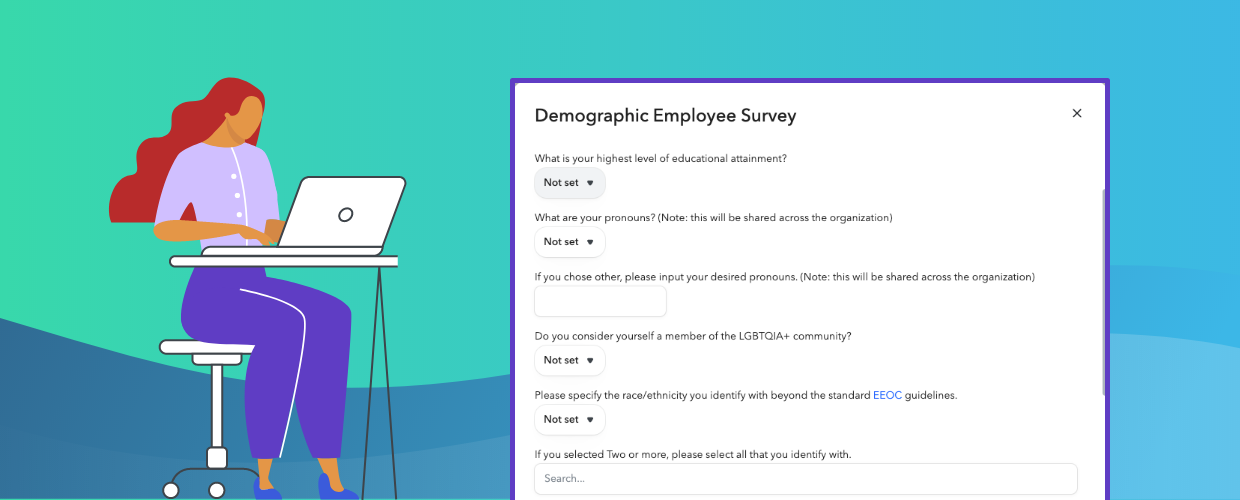 Demographic Employee Survey
What is your highest level of educational attainment?
Not set
What are your pronouns? (Note: this will be shared across the organization)
Not set
If you chose other, please input your desired pronouns. (Note: this will be shared across the organization)
Do you consider yourself a member of the LGBTQIA+ community?
Not set
Please specify the race/ethnicity you identify with beyond the standard EEOC guidelines.
Not set
If you selected Two or more, please select all that you identify with.
Search...